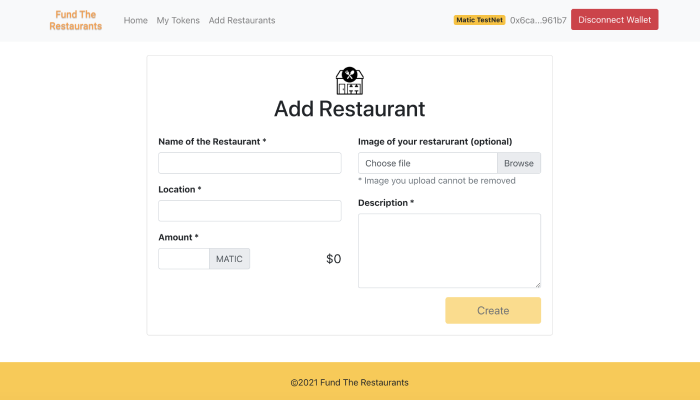 Fund The
Restaurants
Home My Tokens Add Restaurants
Matic TestNet 0x6ca...961b7 Disconnect Wallet
Add Restaurant
Name of the Restaurant *
Location *
Amount *
MATIC $0
Image of your restarurant (optional)
Choose file Browse
* Image you upload cannot be removed
Description *
Create
©2021 Fund The Restaurants